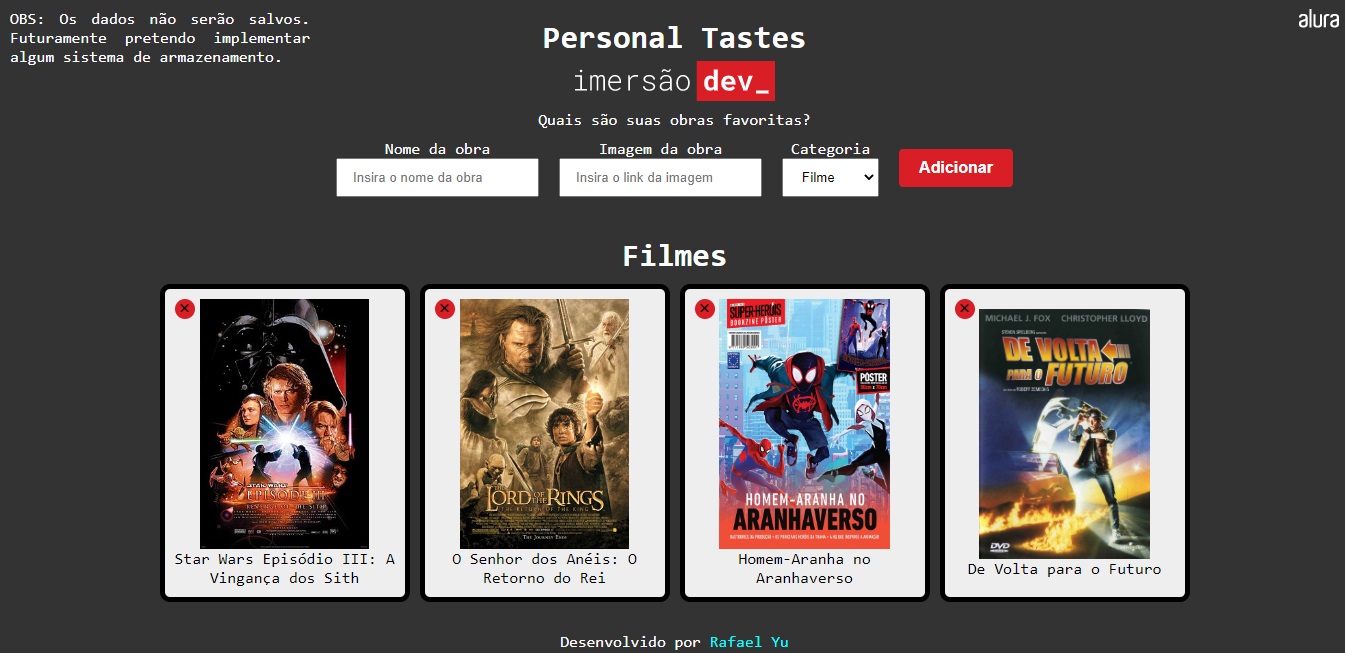 OBS: Os dados não serão salvos.
Futuramente pretendo implementar
algum sistema de armazenamento.
alura
Personal Tastes
imersão dev_
Quais são suas obras favoritas?
Nome da obra
Imagem da obra
Categoria
Insira o nome da obra
Insira o link da imagem
Filme
Adicionar
Filmes
STAR WARS
EPISODE III
REVENGE OF THE SITH
Star Wars Episódio III: A
Vingança dos Sith
THE
LORD OF THE RINGS
THE RETURN OF THE KING
THE JOURNEY ENDS
O Senhor dos Anéis: O
Retorno do Rei
SUPER-HERÓIS
BOOKZINE PÔSTER
PÔSTER
HOMEM-ARANHA NO
ARANHAVERSO
Homem-Aranha no
Aranhaverso
MICHAEL J. FOX CHRISTOPHER LLOYD
DE VOLTA
PARA O FUTURO
DVD
De Volta para o Futuro
Desenvolvido por Rafael Yu